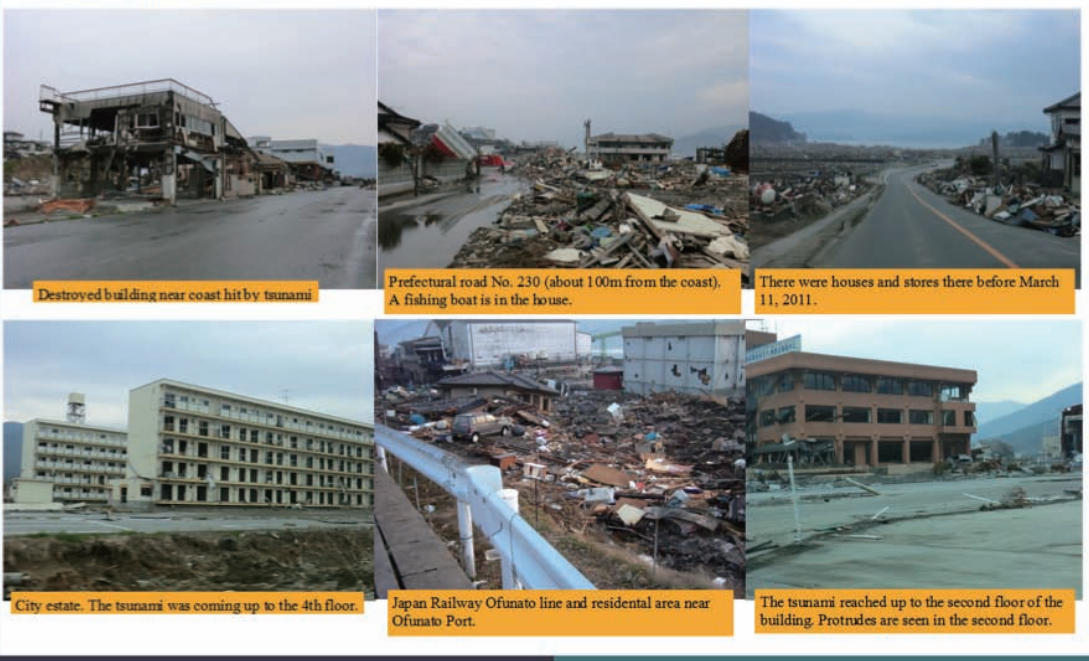 Destroyed building near coast hit by tsunami
Prefectural road No. 230 (about 100m from the coast).
A fishing boat is in the house.
There were houses and stores there before March
11, 2011.
City estate. The tsunami was coming up to the 4th floor.
Japan Railway Ofunato line and residental area near
Ofunato Port.
The tsunami reached up to the second floor of the
building. Protrudes are seen in the second floor.